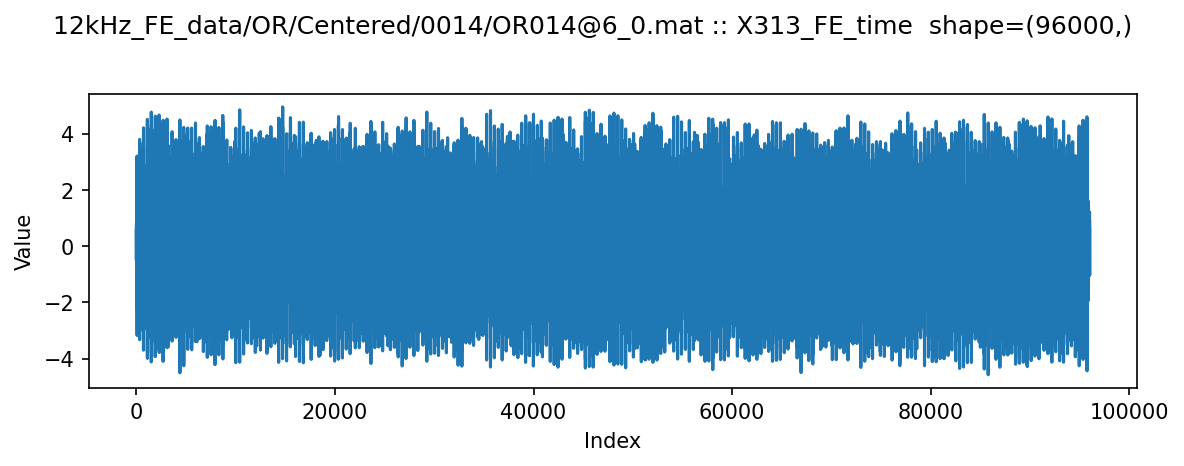 12kHz_FE_data/OR/Centered/0014/OR014@6_0.mat :: X313_FE_time  shape=(96000,)
4
2
0
−2
−4
Value
0 20000 40000 60000 80000 100000
Index